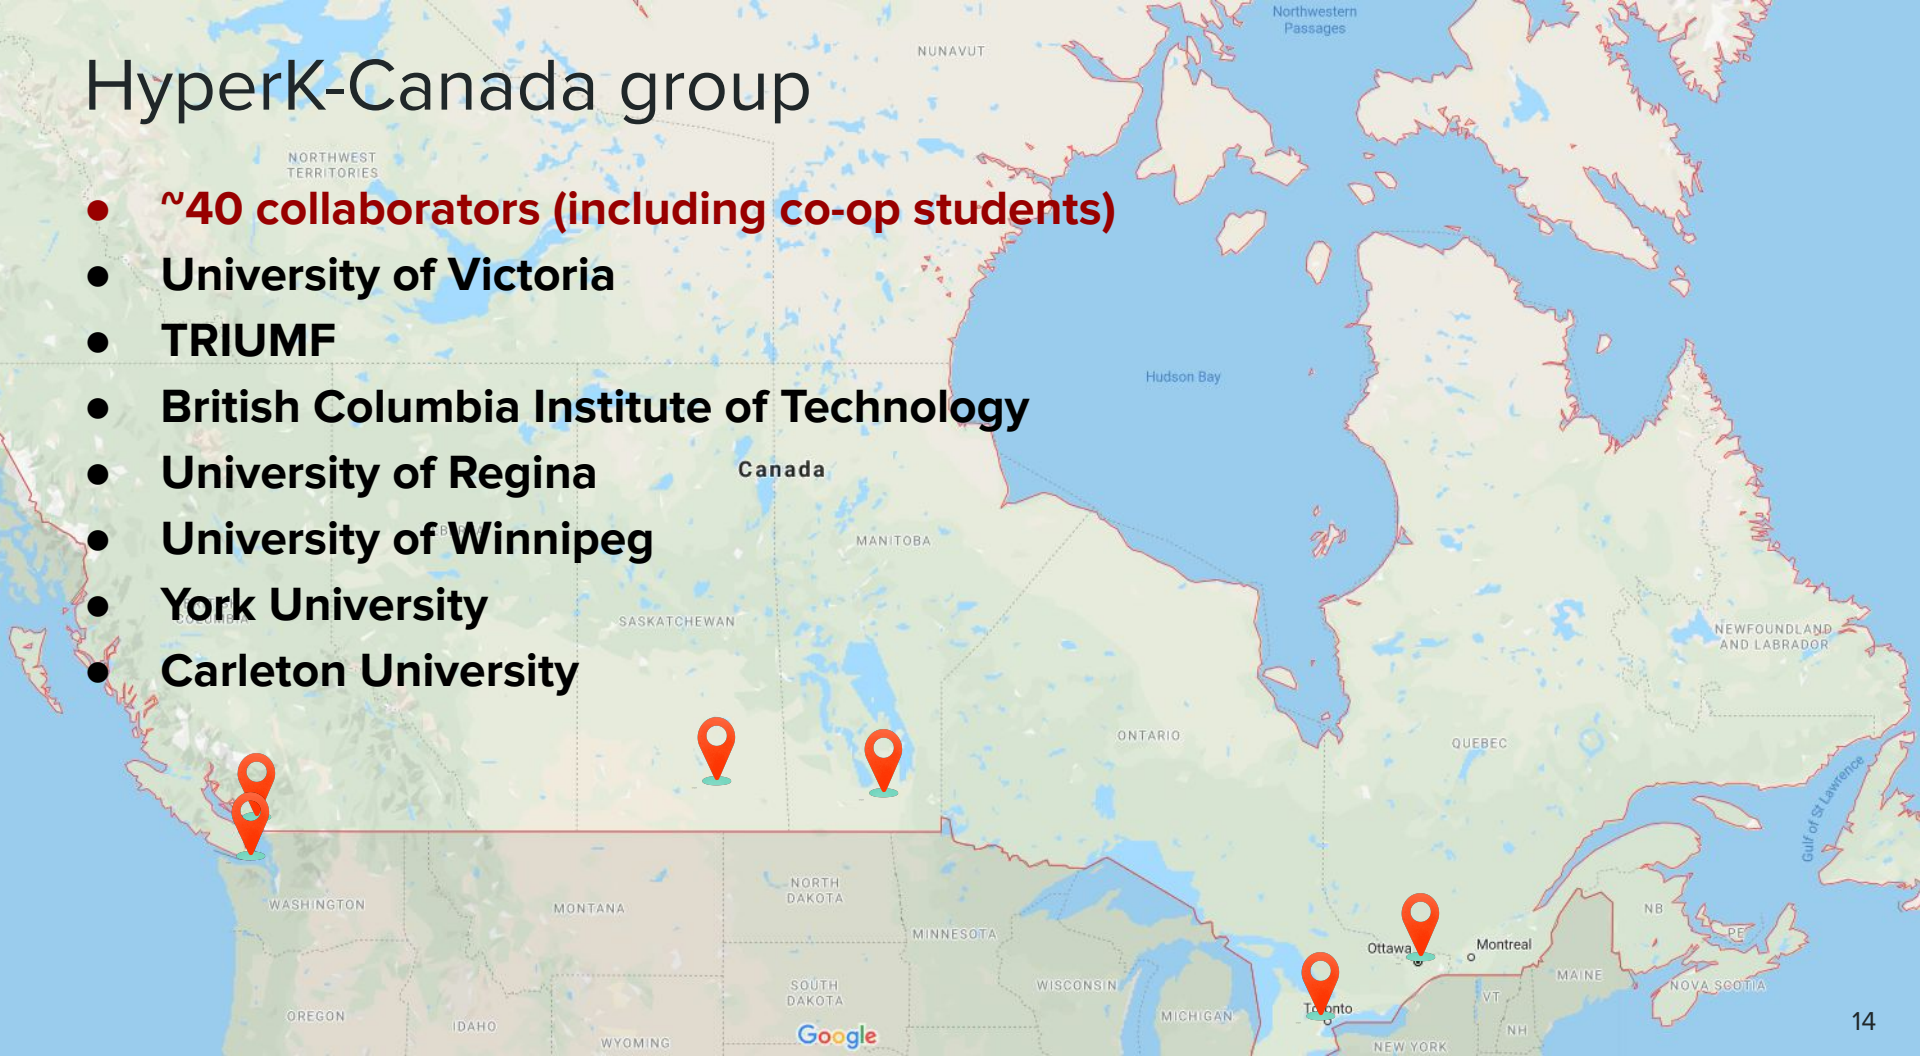 HyperK-Canada group
● ~40 collaborators (including co-op students)
● University of Victoria
● TRIUMF
● British Columbia Institute of Technology
● University of Regina
● University of Winnipeg
● York University
● Carleton University
Northwestern
Passages
NUNAVUT
NORTHWEST
TERRITORIES
Hudson Bay
Canada
MANITOBA
COLUMBIA
SASKATCHEWAN
NEWFOUNDLAND
AND LABRADOR
ONTARIO
QUEBEC
Gulf of St Lawrence
WASHINGTON
MONTANA
NORTH
DAKOTA
MINNESOTA
NB
PE
Ottawa
Montreal
MAINE
NOVA SCOTIA
SOUTH
DAKOTA
WISCONSIN
VT
Toronto
MICHIGAN
OREGON
IDAHO
WYOMING
Google
NH
NEW YORK
14